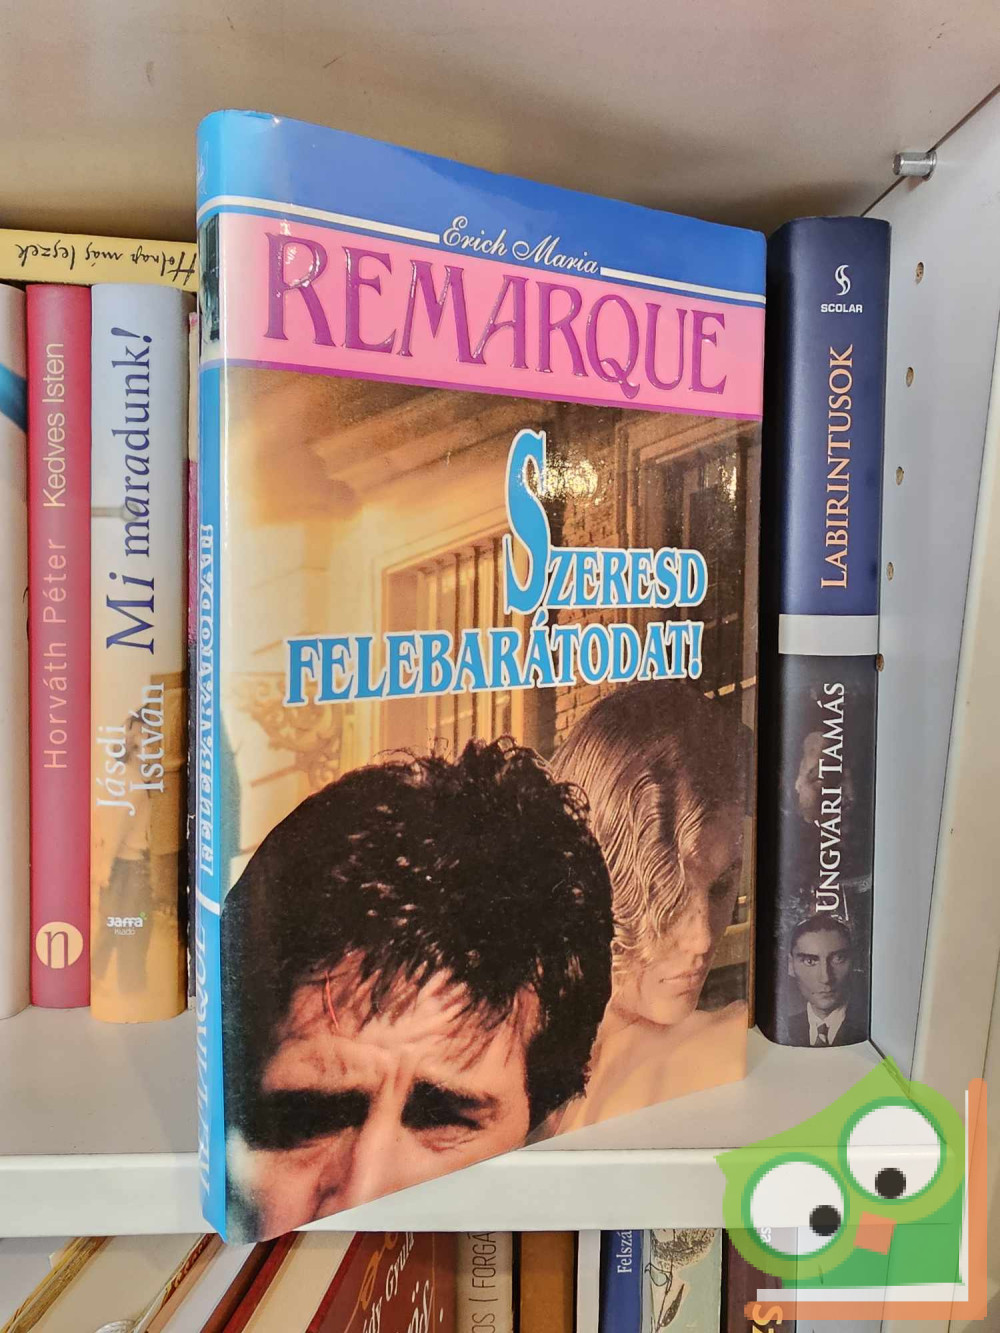 Erich Maria
REMARQUE
SZERESD
FELEBARÁTODAT!
FELEBARÁTODAT!
REMARQUE
Holnap más leszek
Horváth Péter Kedves Isten
n
Jásdi
István
Mi maradunk!
Jaffa
Kiadó
SCOLAR
LABIRINTUSOK
UNGVÁRI TAMÁS
Felszá